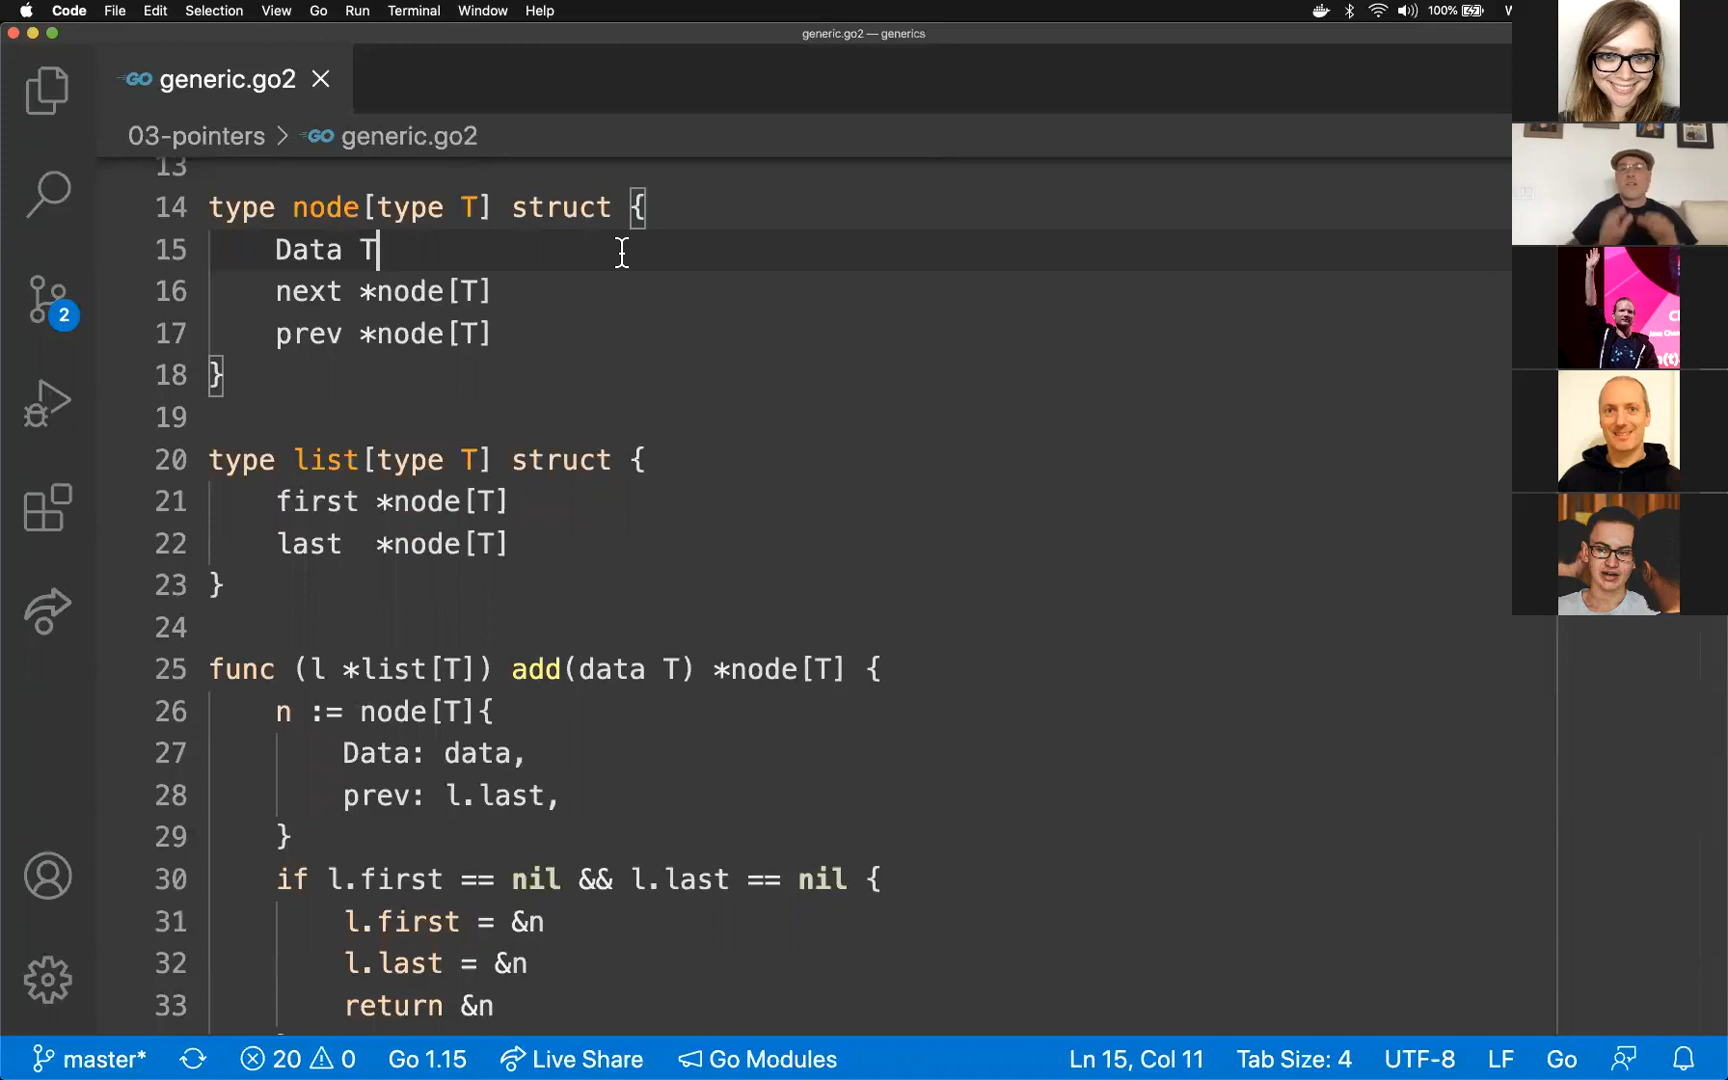 Code File Edit Selection View Go Run Terminal Window Help 100%
generic.go2 — generics
GO generic.go2
03-pointers > GO generic.go2
13
14 type node[type T] struct {
15 Data T
16 next *node[T]
17 prev *node[T]
18 }
19
20 type list[type T] struct {
21 first *node[T]
22 last *node[T]
23 }
24
25 func (l *list[T]) add(data T) *node[T] {
26 n := node[T]{
27 Data: data,
28 prev: l.last,
29 }
30 if l.first == nil && l.last == nil {
31 l.first = &n
32 l.last = &n
33 return &n
2
master* 20 0 Go 1.15 Live Share Go Modules Ln 15, Col 11 Tab Size: 4 UTF-8 LF Go